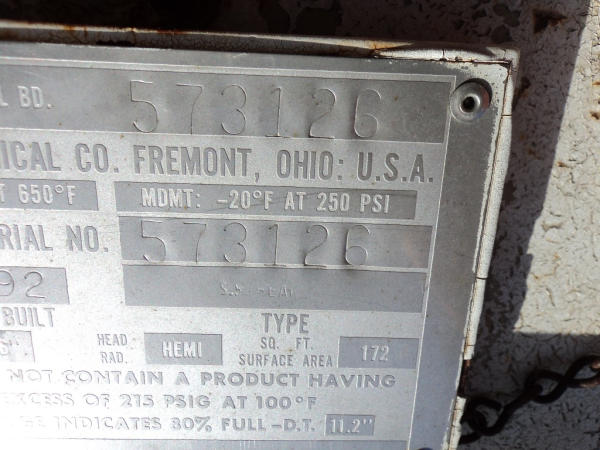 L BD. 573126
ICAL CO. FREMONT, OHIO: U.S.A.
T 650°F MDMT: -20°F AT 250 PSI
RIAL NO. 573126
92
BUILT TYPE
HEAD RAD. HEMI SQ. FT. SURFACE AREA 172
NOT CONTAIN A PRODUCT HAVING
EXCESS OF 215 PSIG AT 100°F
GE INDICATES 80% FULL-D.T. 11.2"